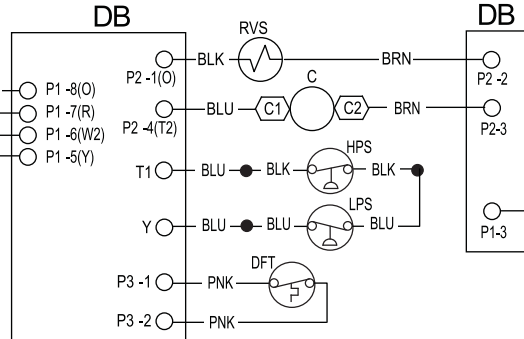 DB
DB
RVS
P1 -8(O)
P1 -7(R)
P1 -6(W2)
P1 -5(Y)
P2 -1(O)
BLK
BRN
P2 -2
C
P2 -4(T2)
BLU
C1
C2
BRN
P2-3
T1
BLU
BLK
HPS
BLK
Y
BLU
BLU
LPS
BLU
P1-3
DFT
P3 -1
PNK
P3 -2
PNK